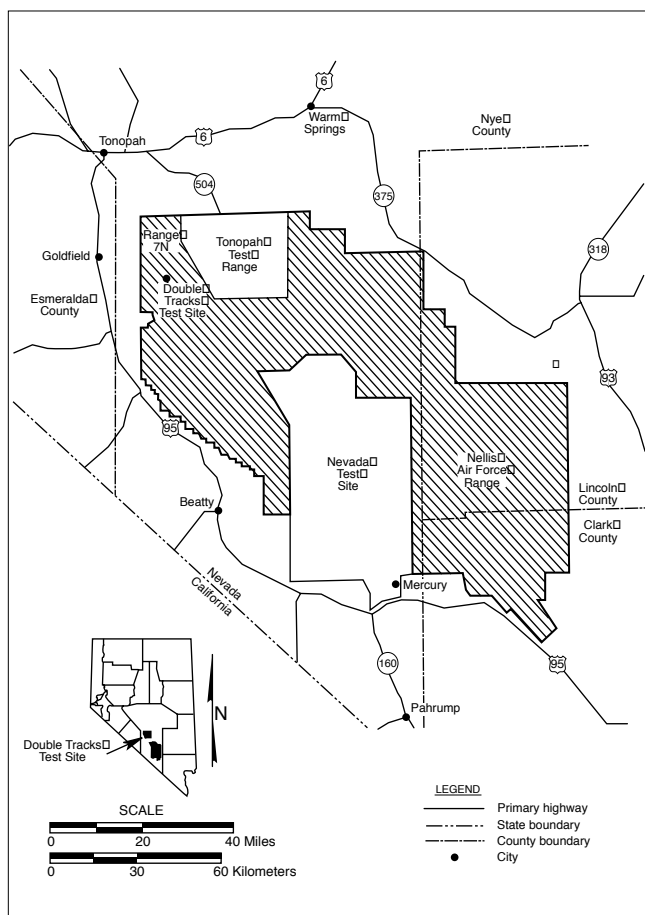 6
Warm
Springs
Nye
County
Tonopah
6
504
375
Range
7N
Tonopah
Test
Range
318
Goldfield
Double
Tracks
Test Site
Esmeralda
County
93
95
Nevada
Test
Site
Nellis
Air Force
Range
Lincoln
County
Beatty
Clark
County
Nevada
California
Mercury
160
95
Pahrump
N
Double Tracks
Test Site
LEGEND
Primary highway
State boundary
County boundary
City
SCALE
0 20 40 Miles
0 30 60 Kilometers